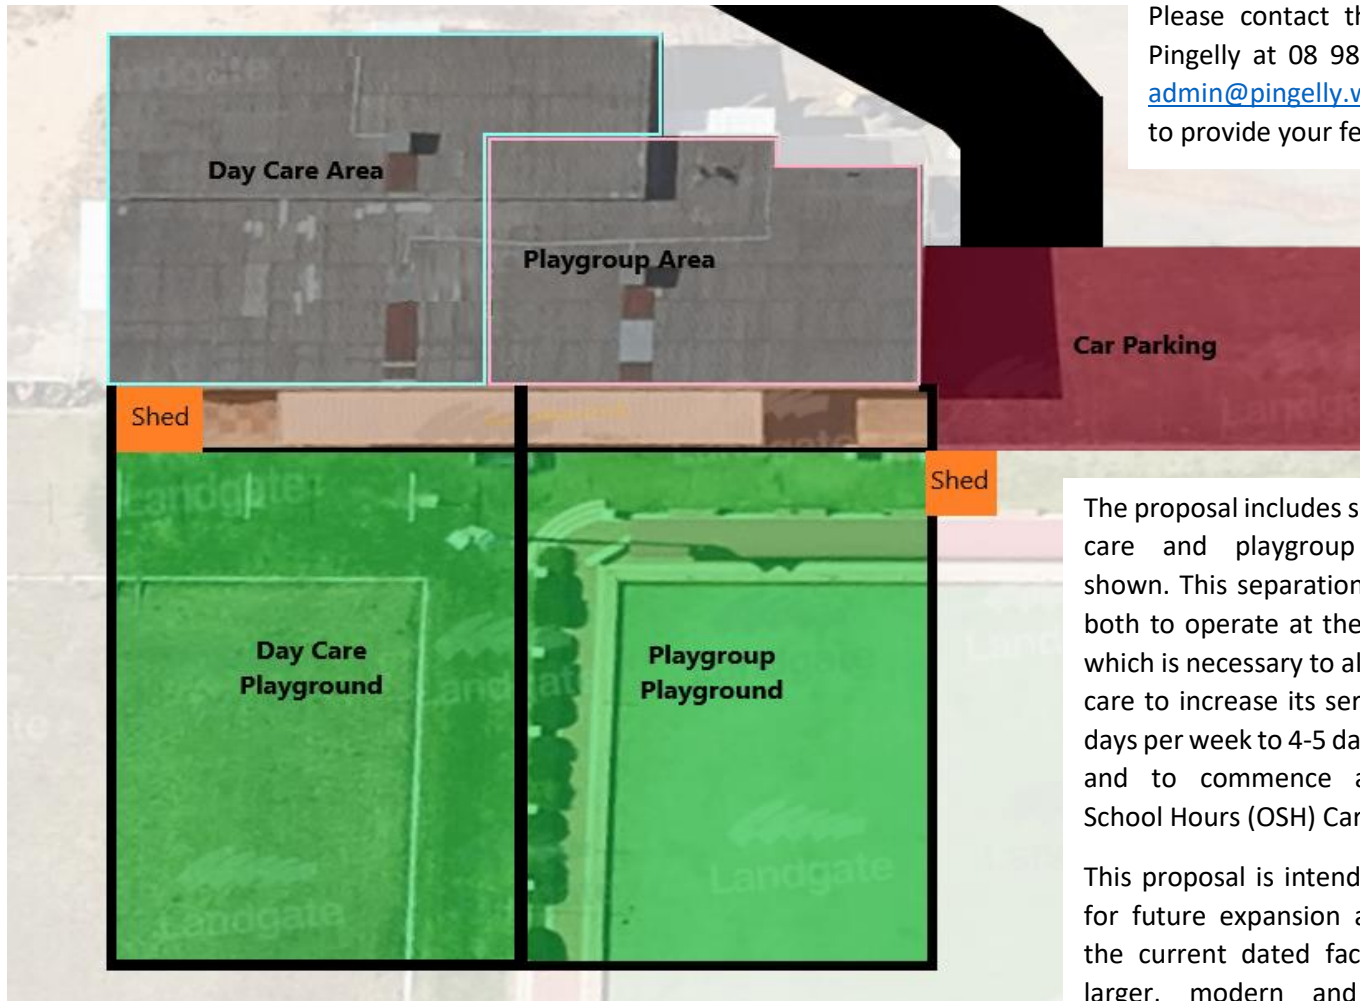 Please contact th
Pingelly at 08 98
admin@pingelly.w
to provide your fe
Landgate
Day Care Area
Playgroup Area
Car Parking
Shed
Shed
Landgate
The proposal includes s
care and playgroup
shown. This separation
both to operate at the
which is necessary to al
care to increase its ser
days per week to 4-5 da
and to commence a
School Hours (OSH) Car
This proposal is intend
for future expansion a
the current dated fac
larger, modern and
Day Care
Playground
Playgroup
Playground
Landgate
Landgate